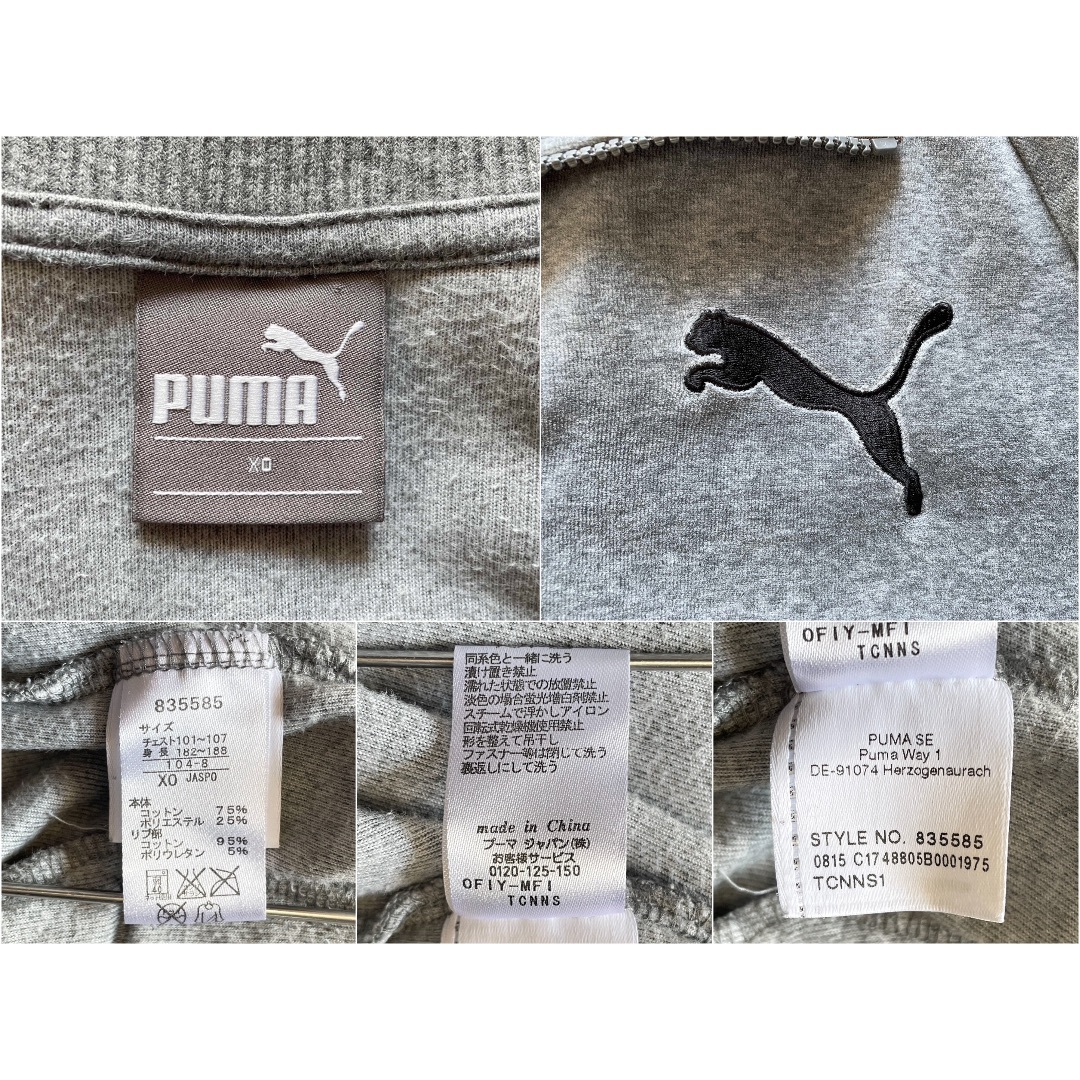 PUMA
XO
835585
サイズ
チェスト101～107
身長 182～188
104-8
XO JASPO
本体
コットン 75%
ポリエステル 25%
リブ部
コットン 95%
ポリウレタン 5%
同系色と一緒に洗う
漬け置き禁止
濡れた状態での放置禁止
淡色の場合蛍光増白剤禁止
スチームで浮かしアイロン
回転式乾燥機使用禁止
形を整えて吊干し
ファスナー等は閉じて洗う
裏返しにして洗う
made in China
プーマ ジャパン(株)
お客様サービス
0120-125-150
OFIY-MFI
TCNNS
OFIY-MFI
TCNNS
PUMA SE
Puma Way 1
DE-91074 Herzogenaurach
STYLE NO. 835585
0815 C1748805B0001975
TCNNS1